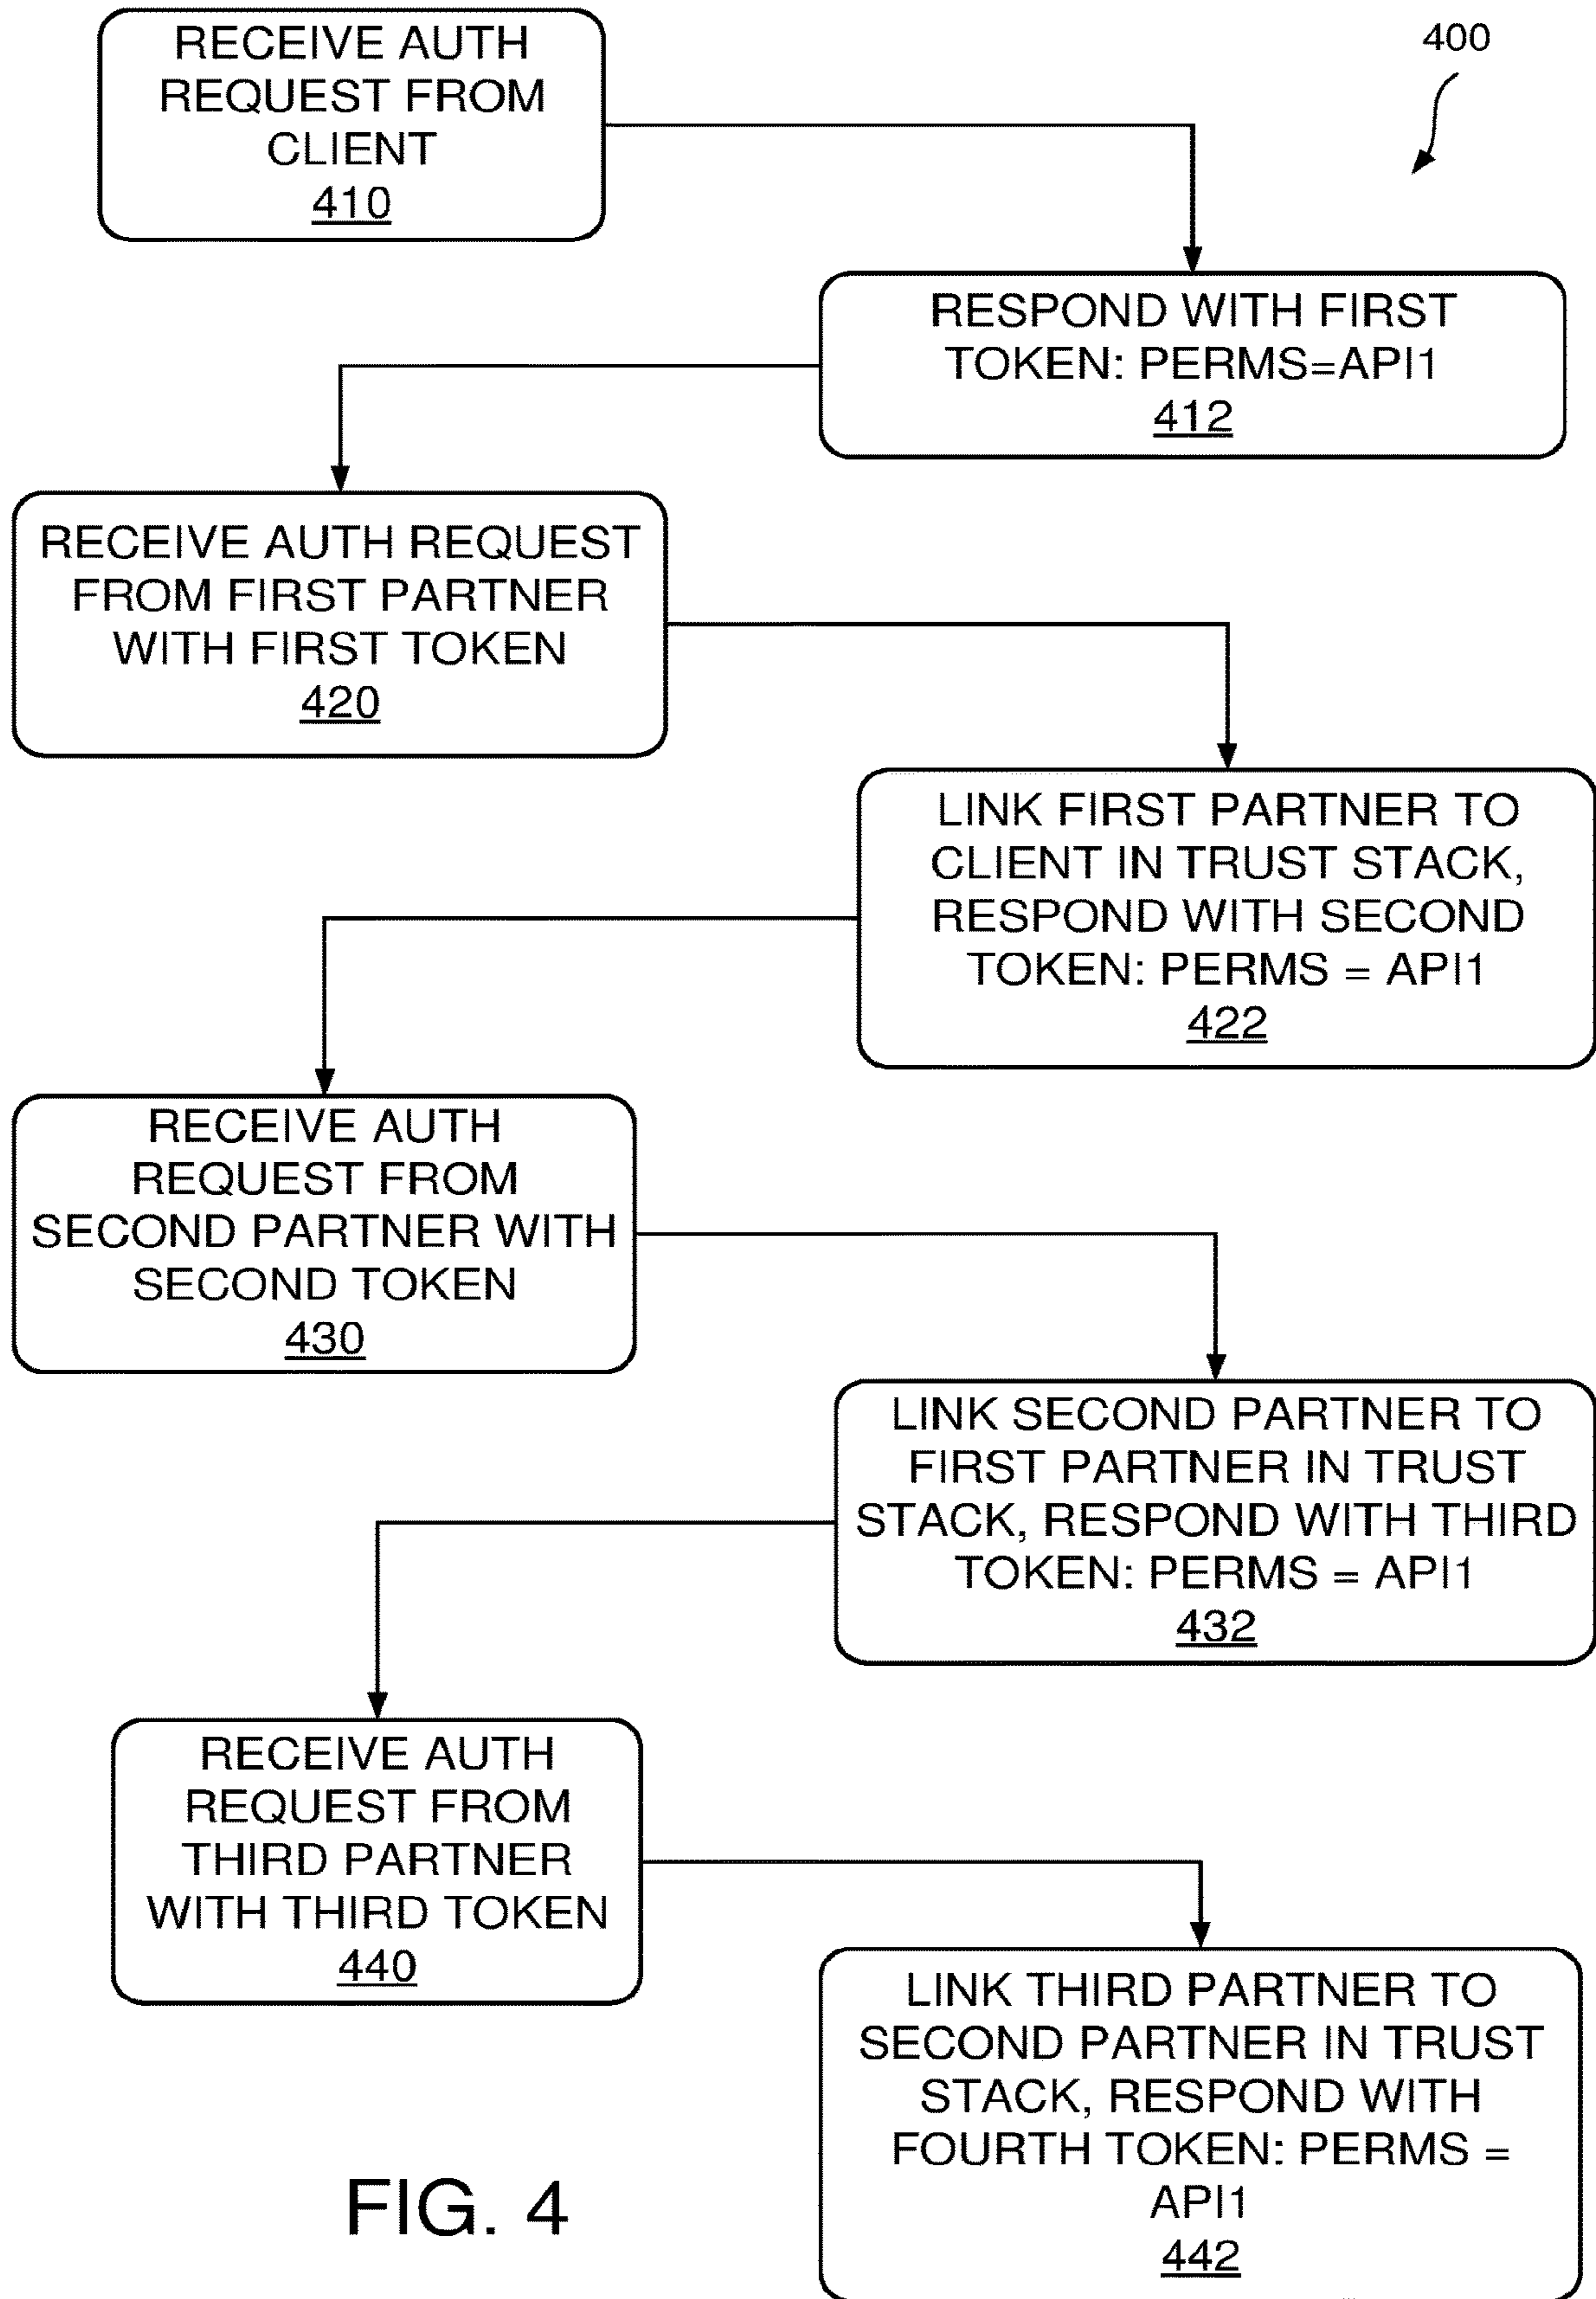 RECEIVE AUTH
REQUEST FROM
CLIENT
410
400
RESPOND WITH FIRST
TOKEN: PERMS=API1
412
RECEIVE AUTH REQUEST
FROM FIRST PARTNER
WITH FIRST TOKEN
420
LINK FIRST PARTNER TO
CLIENT IN TRUST STACK,
RESPOND WITH SECOND
TOKEN: PERMS = API1
422
RECEIVE AUTH
REQUEST FROM
SECOND PARTNER WITH
SECOND TOKEN
430
LINK SECOND PARTNER TO
FIRST PARTNER IN TRUST
STACK, RESPOND WITH THIRD
TOKEN: PERMS = API1
432
RECEIVE AUTH
REQUEST FROM
THIRD PARTNER
WITH THIRD TOKEN
440
LINK THIRD PARTNER TO
SECOND PARTNER IN TRUST
STACK, RESPOND WITH
FOURTH TOKEN: PERMS =
API1
442
FIG. 4